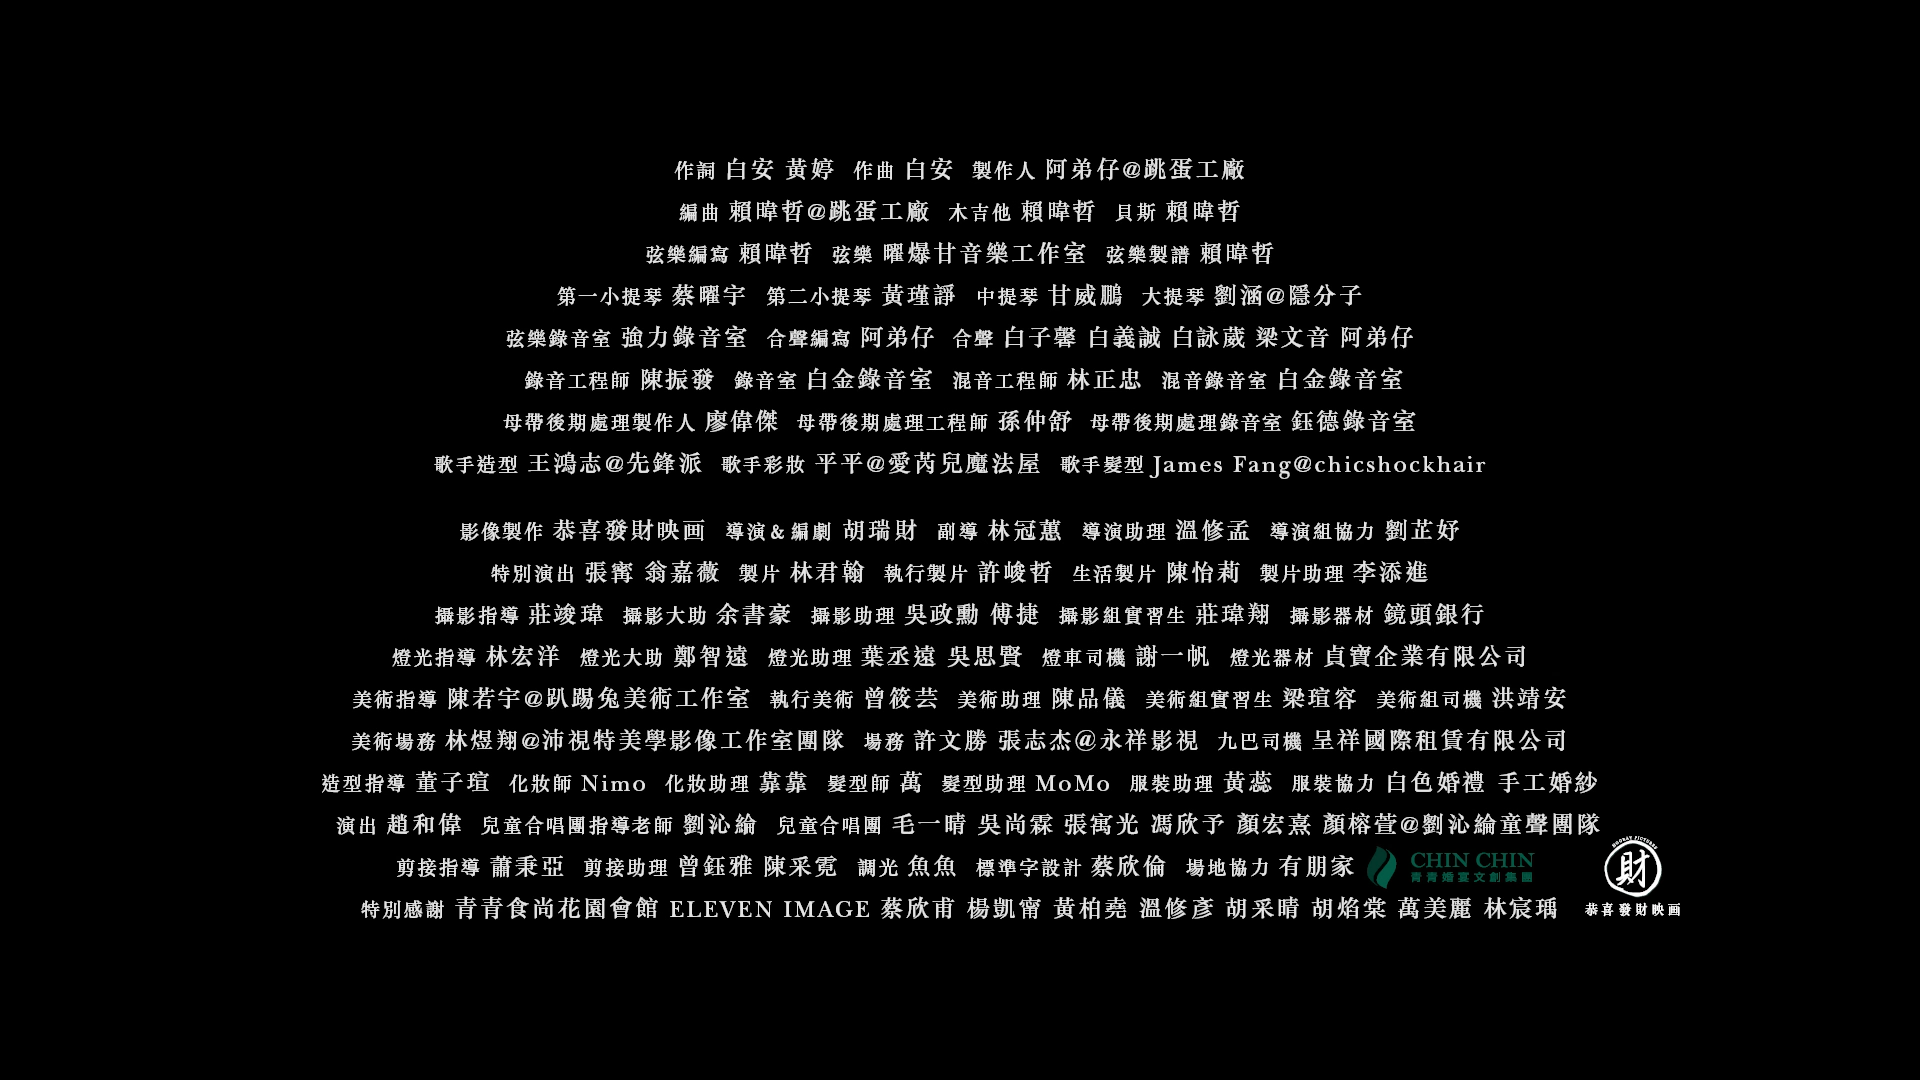 作詞 白安 黃婷 作曲 白安 製作人 阿弟仔@跳蛋工廠
編曲 賴暐哲@跳蛋工廠 木吉他 賴暐哲 貝斯 賴暐哲
弦樂編寫 賴暐哲 弦樂 曜爆甘音樂工作室 弦樂製譜 賴暐哲
第一小提琴 蔡曜宇 第二小提琴 黃瑾諍 中提琴 甘威鵬 大提琴 劉涵@隱分子
弦樂錄音室 強力錄音室 合聲編寫 阿弟仔 合聲 白子馨 白義誠 白詠葳 梁文音 阿弟仔
錄音工程師 陳振發 錄音室 白金錄音室 混音工程師 林正忠 混音錄音室 白金錄音室
母帶後期處理製作人 廖偉傑 母帶後期處理工程師 孫仲舒 母帶後期處理錄音室 鈺德錄音室
歌手造型 王鴻志@先鋒派 歌手彩妝 平平@愛芮兒魔法屋 歌手髮型 James Fang@chicshockhair
影像製作 恭喜發財映画 導演&編劇 胡瑞財 副導 林冠蕙 導演助理 溫修孟 導演組協力 劉芷妤
特別演出 張寗 翁嘉薇 製片 林君翰 執行製片 許峻哲 生活製片 陳怡莉 製片助理 李添進
攝影指導 莊竣瑋 攝影大助 余書豪 攝影助理 吳政勳 傅捷 攝影組實習生 莊瑋翔 攝影器材 鏡頭銀行
燈光指導 林宏洋 燈光大助 鄭智遠 燈光助理 葉丞遠 吳思賢 燈車司機 謝一帆 燈光器材 貞寶企業有限公司
美術指導 陳若宇@趴踢兔美術工作室 執行美術 曾筱芸 美術助理 陳品儀 美術組實習生 梁瑄容 美術組司機 洪靖安
美術場務 林煜翔@沛視特美學影像工作室團隊 場務 許文勝 張志杰@永祥影視 九巴司機 呈祥國際租賃有限公司
造型指導 董子瑄 化妝師 Nimo 化妝助理 靠靠 髮型師 萬 髮型助理 MoMo 服裝助理 黃蕊 服裝協力 白色婚禮 手工婚紗
演出 趙和偉 兒童合唱團指導老師 劉沁綸 兒童合唱團 毛一晴 吳尚霖 張寓光 馮欣予 顏宏熹 顏榕萱@劉沁綸童聲團隊
剪接指導 蕭秉亞 剪接助理 曾鈺雅 陳采霓 調光 魚魚 標準字設計 蔡欣倫 場地協力 有朋家 CHIN CHIN
青青婚宴文創集團
特別感謝 青青食尚花園會館 ELEVEN IMAGE 蔡欣甫 楊凱甯 黃柏堯 溫修彥 胡采晴 胡焰棠 萬美麗 林宸瑀
財
恭喜發財映画